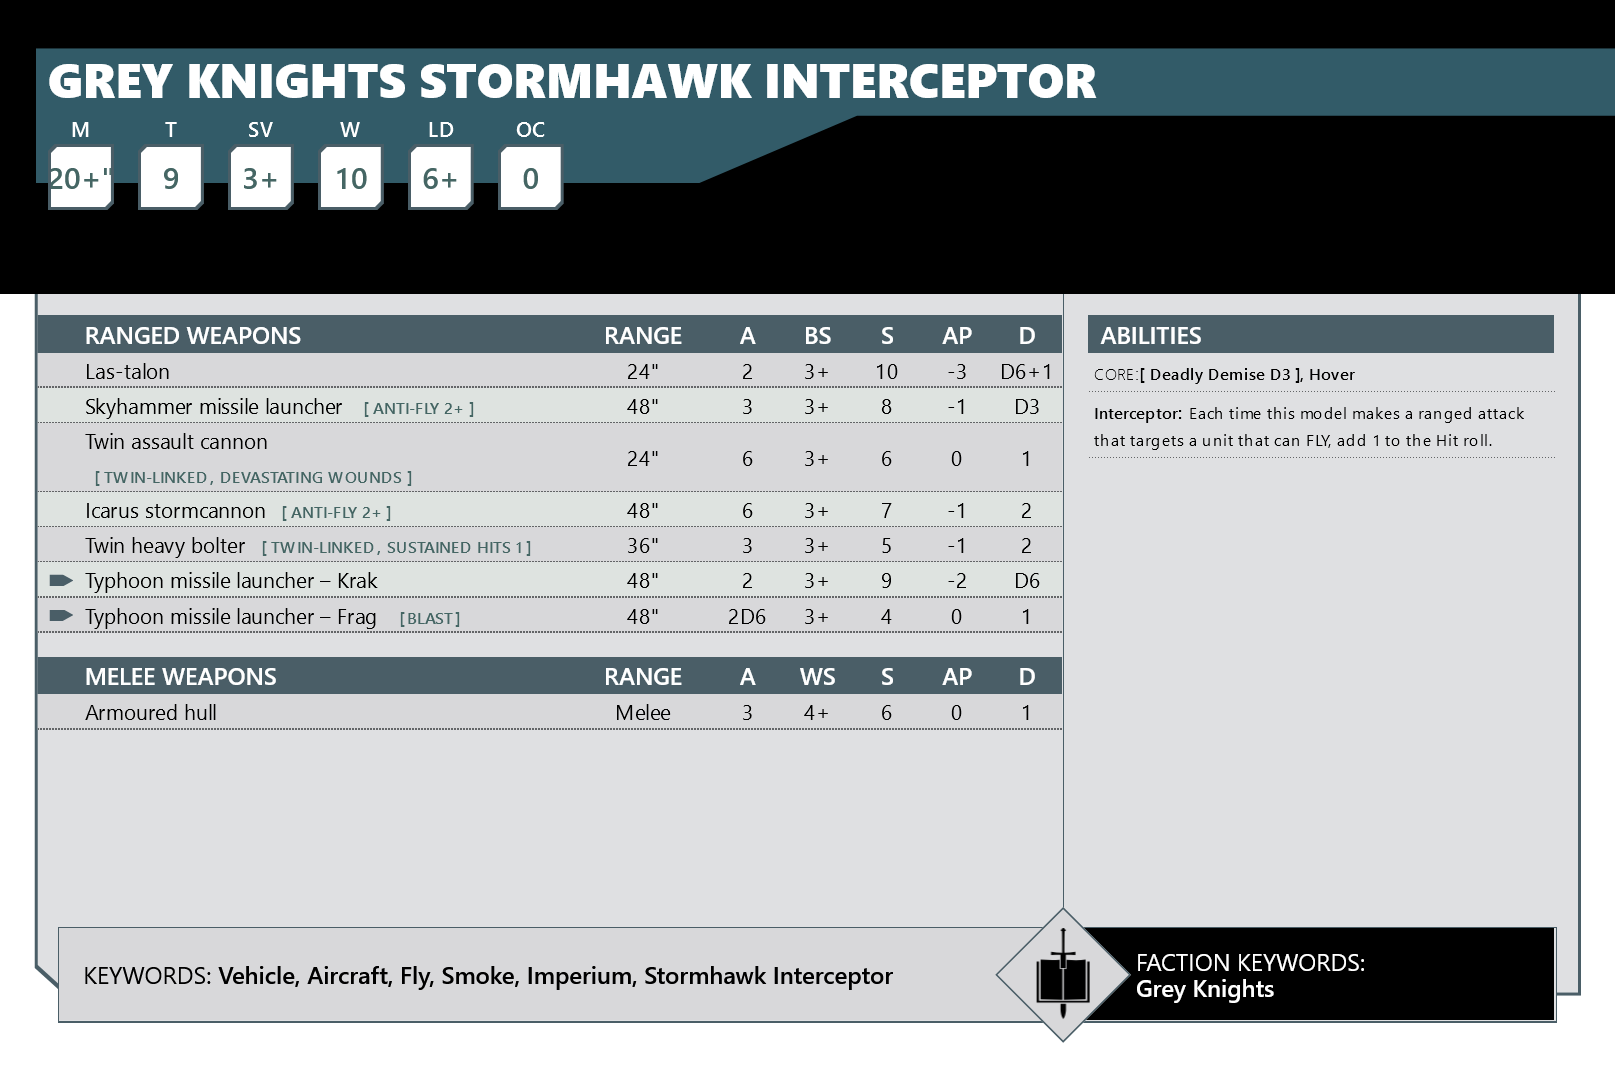 GREY KNIGHTS STORMHAWK INTERCEPTOR
M T SV W LD OC
20+" 9 3+ 10 6+ 0
RANGED WEAPONS RANGE A BS S AP D
Las-talon 24" 2 3+ 10 -3 D6+1
Skyhammer missile launcher [ ANTI-FLY 2+ ] 48" 3 3+ 8 -1 D3
Twin assault cannon
[ TWIN-LINKED, DEVASTATING WOUNDS ] 24" 6 3+ 6 0 1
Icarus stormcannon [ ANTI-FLY 2+ ] 48" 6 3+ 7 -1 2
Twin heavy bolter [ TWIN-LINKED, SUSTAINED HITS 1 ] 36" 3 3+ 5 -1 2
Typhoon missile launcher – Krak 48" 2 3+ 9 -2 D6
Typhoon missile launcher – Frag [BLAST] 48" 2D6 3+ 4 0 1
MELEE WEAPONS RANGE A WS S AP D
Armoured hull Melee 3 4+ 6 0 1
ABILITIES
CORE:[ Deadly Demise D3 ], Hover
Interceptor: Each time this model makes a ranged attack
that targets a unit that can FLY, add 1 to the Hit roll.
KEYWORDS: Vehicle, Aircraft, Fly, Smoke, Imperium, Stormhawk Interceptor
FACTION KEYWORDS:
Grey Knights